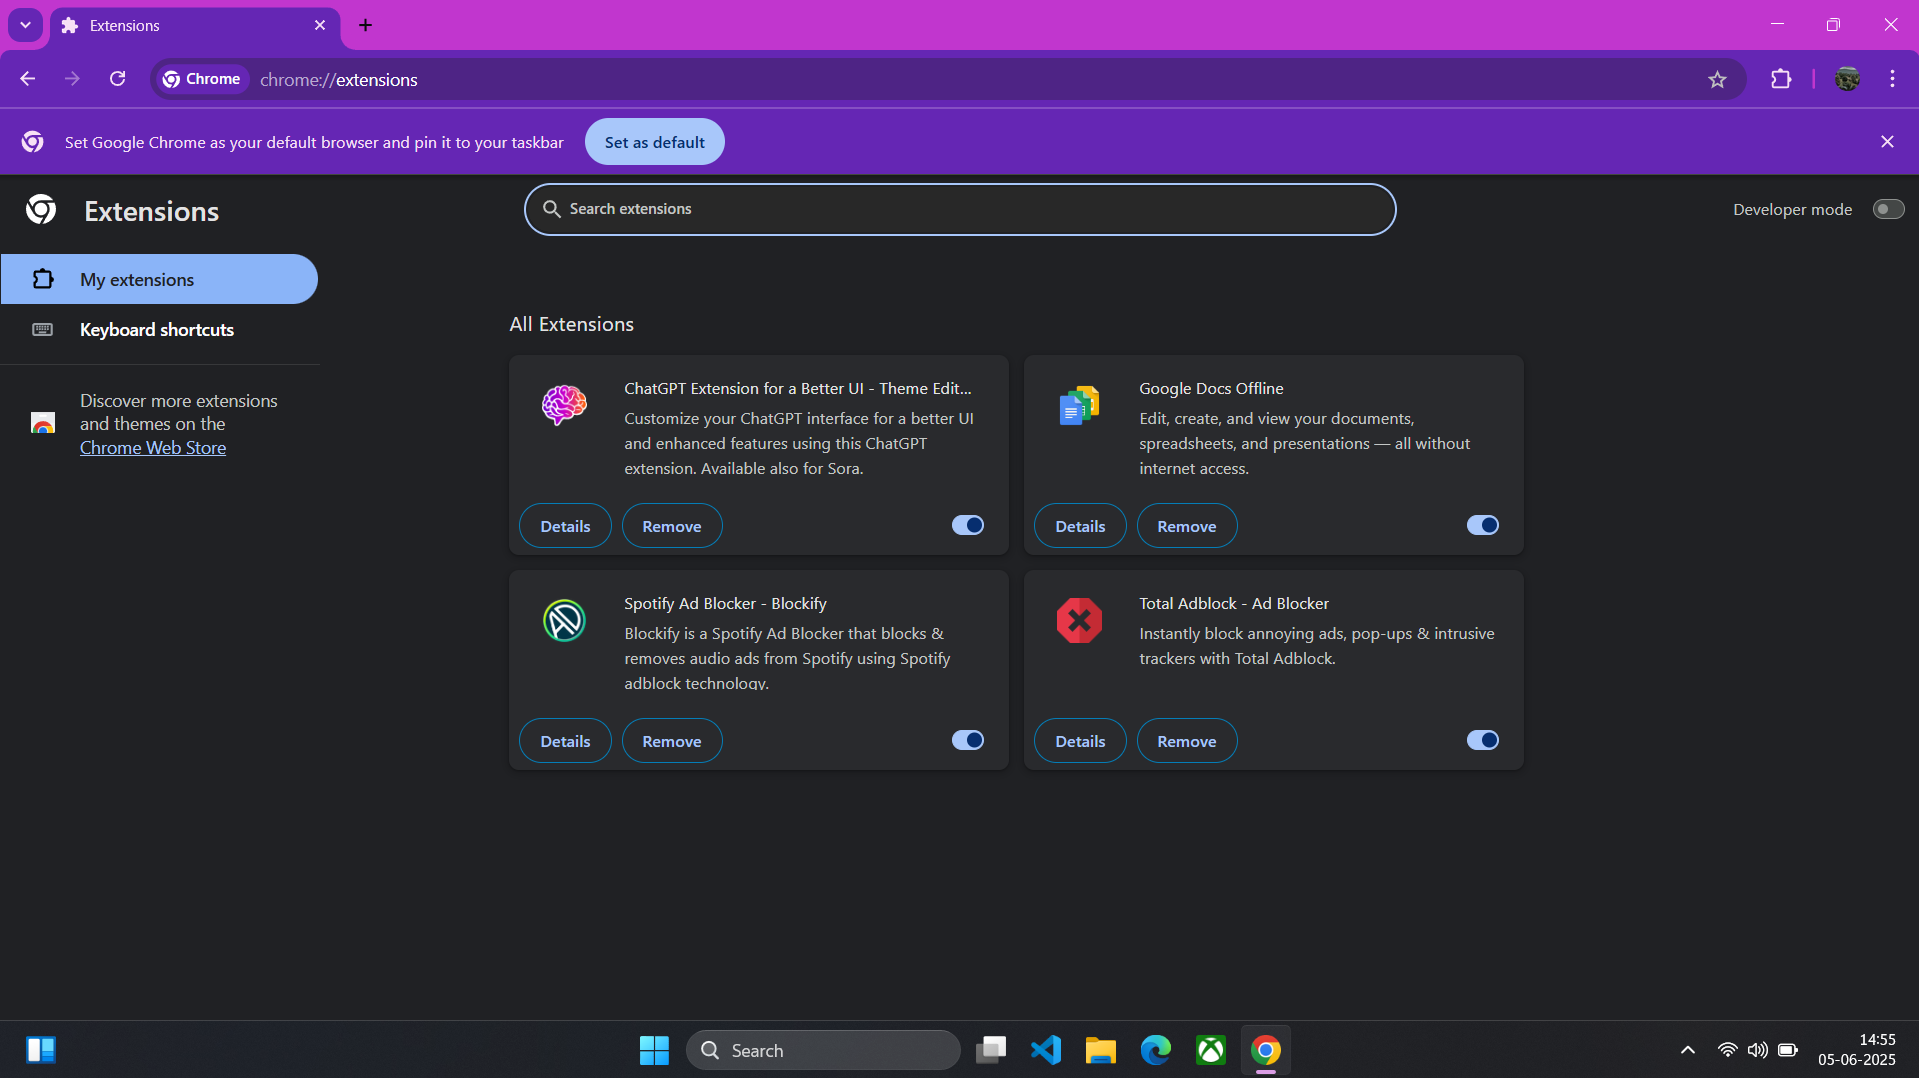 Extensions
Chrome
chrome://extensions
Set Google Chrome as your default browser and pin it to your taskbar
Set as default
Extensions
Search extensions
Developer mode
My extensions
Keyboard shortcuts
Discover more extensions
and themes on the
Chrome Web Store
All Extensions
ChatGPT Extension for a Better UI - Theme Edit...
Customize your ChatGPT interface for a better UI
and enhanced features using this ChatGPT
extension. Available also for Sora.
Details
Remove
Google Docs Offline
Edit, create, and view your documents,
spreadsheets, and presentations — all without
internet access.
Details
Remove
Spotify Ad Blocker - Blockify
Blockify is a Spotify Ad Blocker that blocks &
removes audio ads from Spotify using Spotify
adblock technology.
Details
Remove
Total Adblock - Ad Blocker
Instantly block annoying ads, pop-ups & intrusive
trackers with Total Adblock.
Details
Remove
Search
14:55
05-06-2025